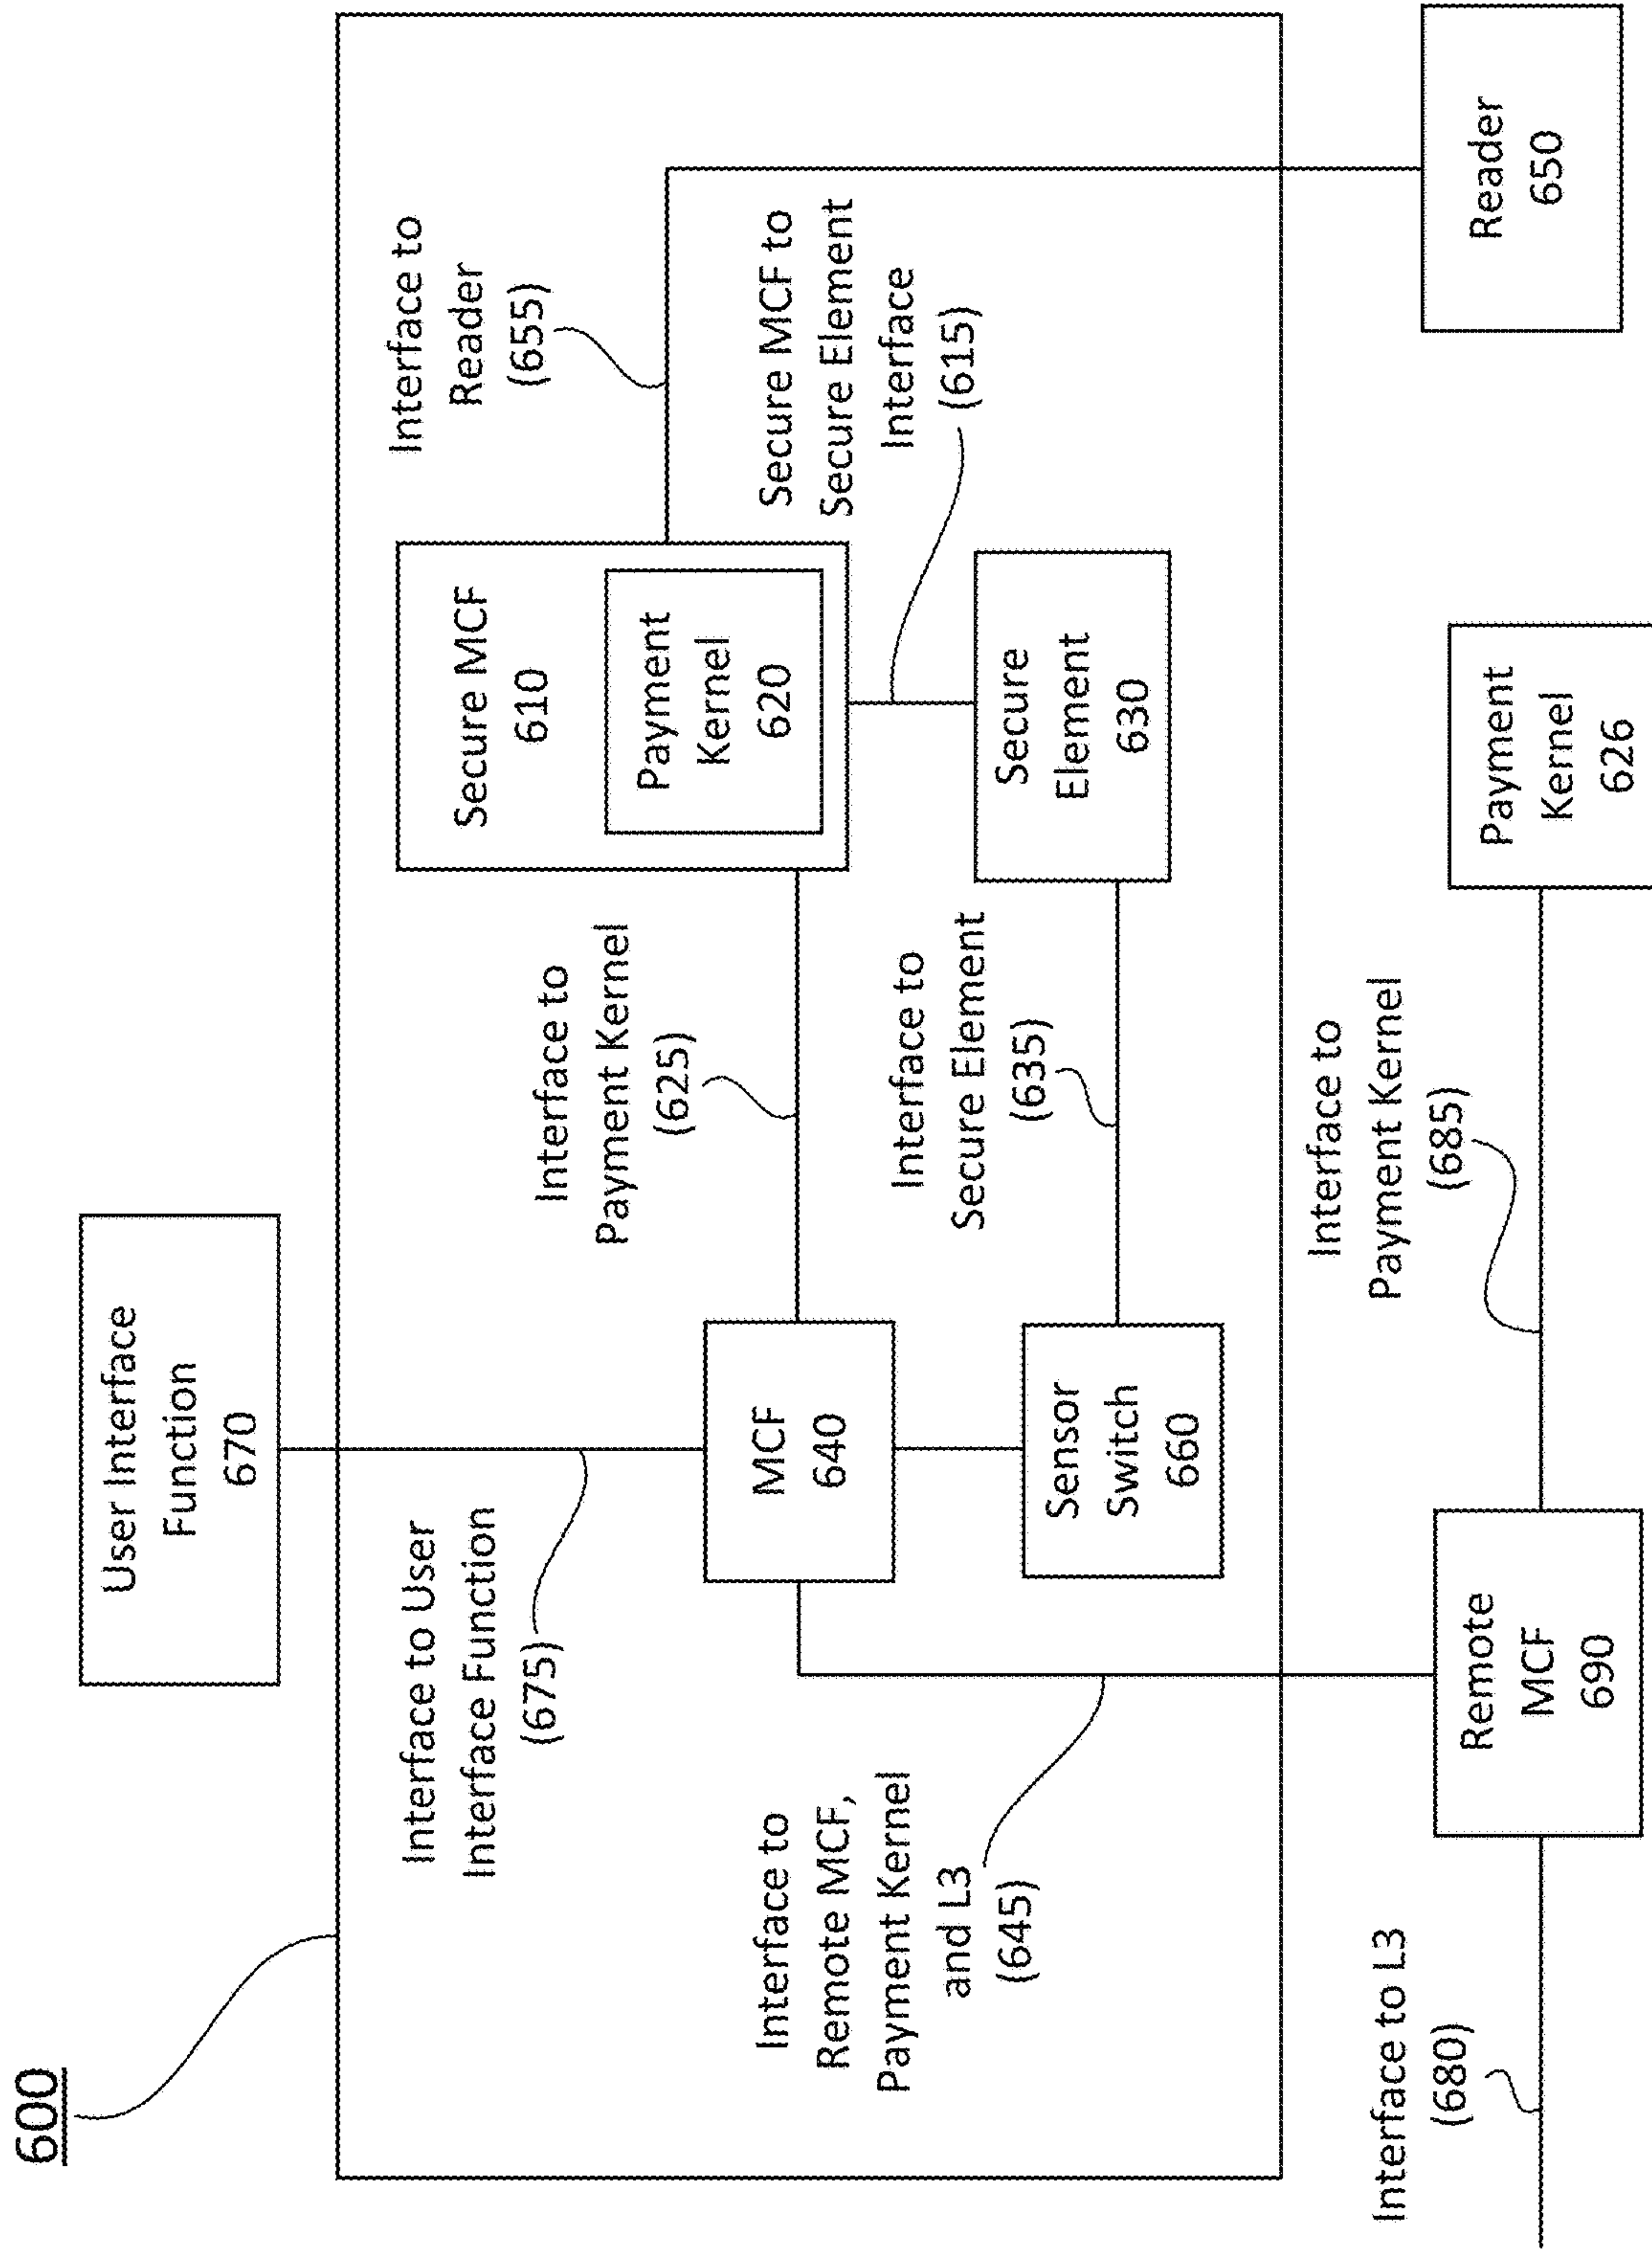 600
User Interface
Function
670
Interface to User
Interface Function
(675)
Interface to
Remote MCF,
Payment Kernel
and L3
(645)
MCF
640
Sensor
Switch
660
Interface to
Payment Kernel
(625)
Interface to
Secure Element
(635)
Secure MCF
610
Payment
Kernel
620
Secure
Element
630
Interface to
Reader
(655)
Secure MCF to
Secure Element
Interface
(615)
Interface to L3
(680)
Remote
MCF
690
Interface to
Payment Kernel
(685)
Payment
Kernel
626
Reader
650